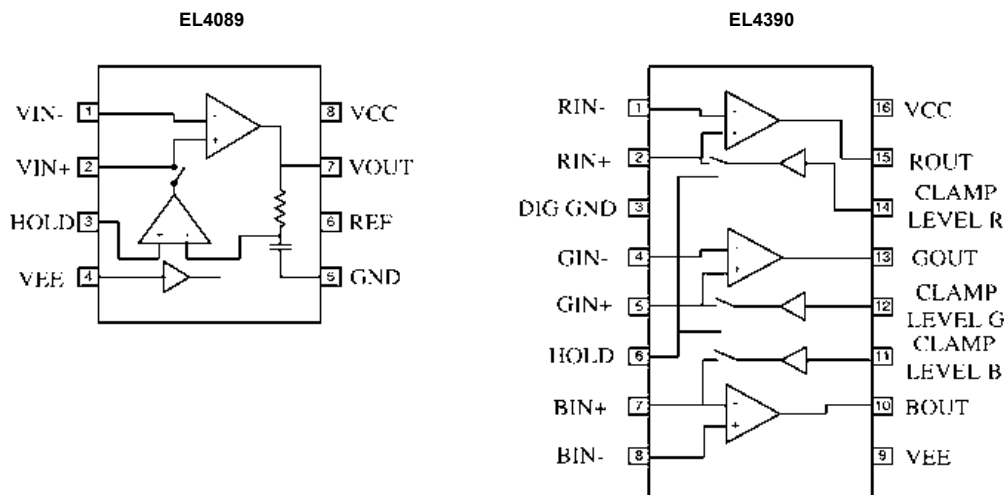 EL4089
VIN- 1
8 VCC
VIN+ 2
7 VOUT
HOLD 3
6 REF
VEE 4
5 GND
EL4390
RIN- 1
16 VCC
RIN+ 2
15 ROUT
DIG GND 3
14 CLAMP
LEVEL R
GIN- 4
13 GOUT
GIN+ 5
12 CLAMP
LEVEL G
HOLD 6
11 CLAMP
LEVEL B
BIN+ 7
10 BOUT
BIN- 8
9 VEE